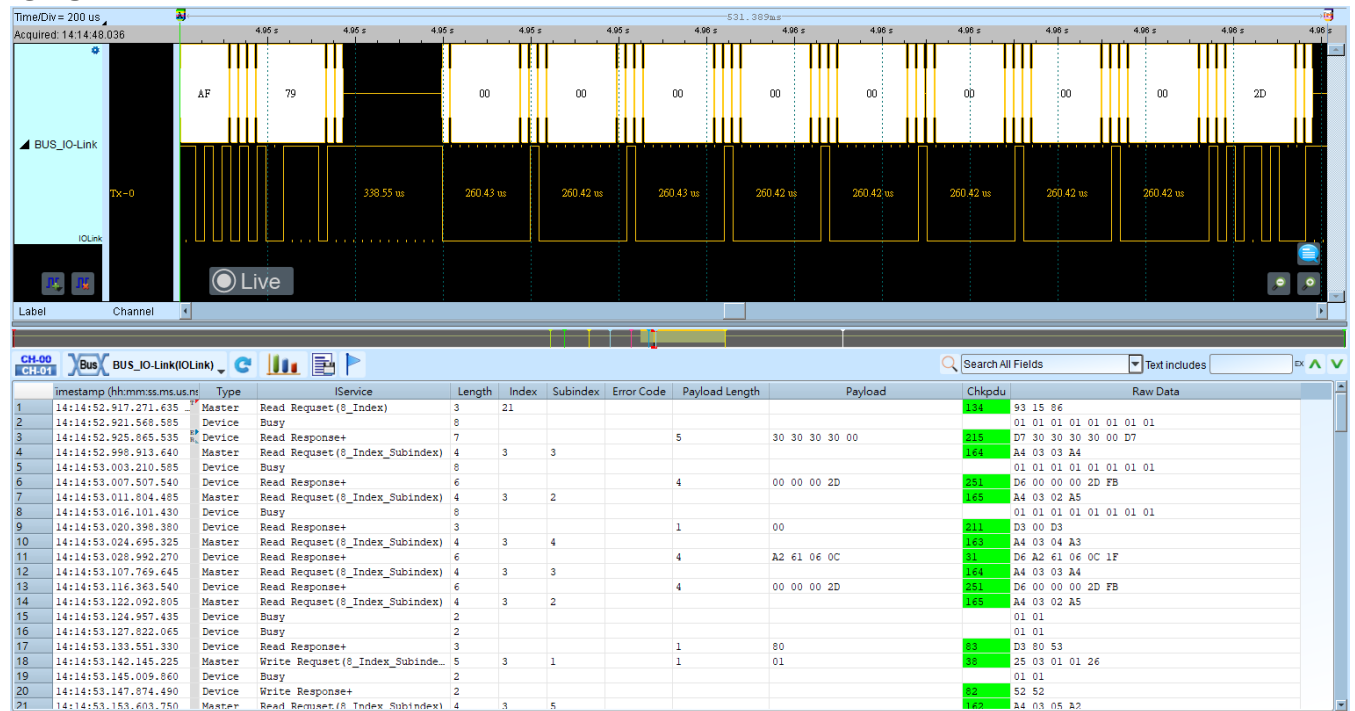 Time/Div = 200 us
531.389ms
Acquired: 14:14:48.036
4.95 s 4.95 s 4.95 s 4.95 s 4.95 s 4.96 s 4.96 s 4.96 s 4.96 s 4.96 s 4.96 s 4.96 s 4.96 s
AF 79 00 00 00 00 00 00 00 00 2D
BUS_IO-Link
Tx-0 338.55 us 260.43 us 260.42 us 260.43 us 260.42 us 260.42 us 260.42 us 260.42 us 260.42 us
IOLink
Live
Label Channel
CH-00
CH-01 Bus BUS_IO-Link(IOLink) Search All Fields Text includes EX
imestamp (hh:mm:ss.ms.us.ns Type IService Length Index Subindex Error Code Payload Length Payload Chkpdu Raw Data
1 14:14:52.917.271.635 Master Read Requset(8_Index) 3 21 134 93 15 86
2 14:14:52.921.568.585 Device Busy 8 01 01 01 01 01 01 01 01
3 14:14:52.925.865.535 Device Read Response+ 7 5 30 30 30 30 00 215 D7 30 30 30 30 00 D7
4 14:14:52.998.913.640 Master Read Requset(8_Index_Subindex) 4 3 3 164 A4 03 03 A4
5 14:14:53.003.210.585 Device Busy 8 01 01 01 01 01 01 01 01
6 14:14:53.007.507.540 Device Read Response+ 6 4 00 00 00 2D 251 D6 00 00 00 2D FB
7 14:14:53.011.804.485 Master Read Requset(8_Index_Subindex) 4 3 2 165 A4 03 02 A5
8 14:14:53.016.101.430 Device Busy 8 01 01 01 01 01 01 01 01
9 14:14:53.020.398.380 Device Read Response+ 3 1 00 211 D3 00 D3
10 14:14:53.024.695.325 Master Read Requset(8_Index_Subindex) 4 3 4 163 A4 03 04 A3
11 14:14:53.028.992.270 Device Read Response+ 6 4 A2 61 06 0C 31 D6 A2 61 06 0C 1F
12 14:14:53.107.769.645 Master Read Requset(8_Index_Subindex) 4 3 3 164 A4 03 03 A4
13 14:14:53.116.363.540 Device Read Response+ 6 4 00 00 00 2D 251 D6 00 00 00 2D FB
14 14:14:53.122.092.805 Master Read Requset(8_Index_Subindex) 4 3 2 165 A4 03 02 A5
15 14:14:53.124.957.435 Device Busy 2 01 01
16 14:14:53.127.822.065 Device Busy 2 01 01
17 14:14:53.133.551.330 Device Read Response+ 3 1 80 83 D3 80 53
18 14:14:53.142.145.225 Master Write Requset(8_Index_Subinde... 5 3 1 1 01 38 25 03 01 01 26
19 14:14:53.145.009.860 Device Busy 2 01 01
20 14:14:53.147.874.490 Device Write Response+ 2 82 52 52
21 14:14:53.153.603.750 Master Read Requset(8_Index_Subindex) 4 3 5 162 A4 03 05 A2